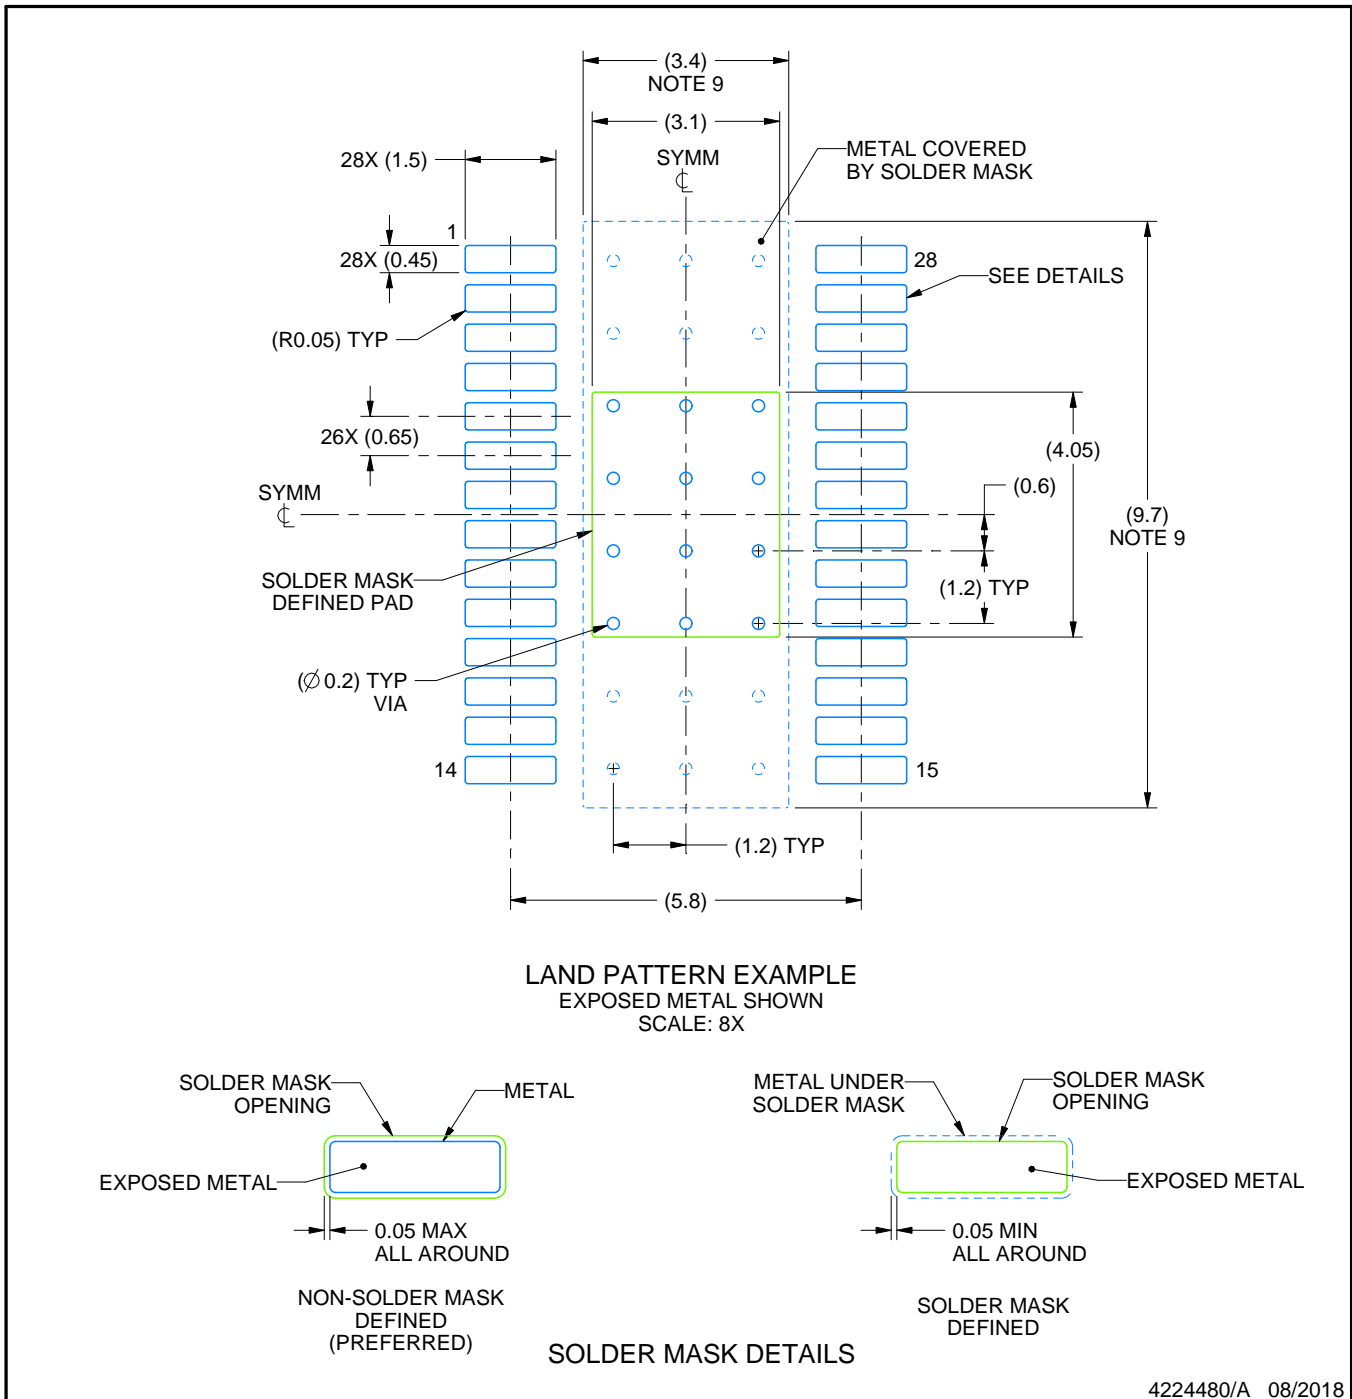 (3.4)
NOTE 9
(3.1)
SYMM
METAL COVERED
BY SOLDER MASK
28X (1.5)
1
28X (0.45)
28
SEE DETAILS
(R0.05) TYP
26X (0.65)
(4.05)
(0.6)
SYMM
(9.7)
NOTE 9
SOLDER MASK
DEFINED PAD
(1.2) TYP
(Ø 0.2) TYP
VIA
14
15
(1.2) TYP
(5.8)
LAND PATTERN EXAMPLE
EXPOSED METAL SHOWN
SCALE: 8X
SOLDER MASK
OPENING
METAL
EXPOSED METAL
0.05 MAX
ALL AROUND
NON-SOLDER MASK
DEFINED
(PREFERRED)
METAL UNDER
SOLDER MASK
SOLDER MASK
OPENING
EXPOSED METAL
0.05 MIN
ALL AROUND
SOLDER MASK
DEFINED
SOLDER MASK DETAILS
4224480/A 08/2018